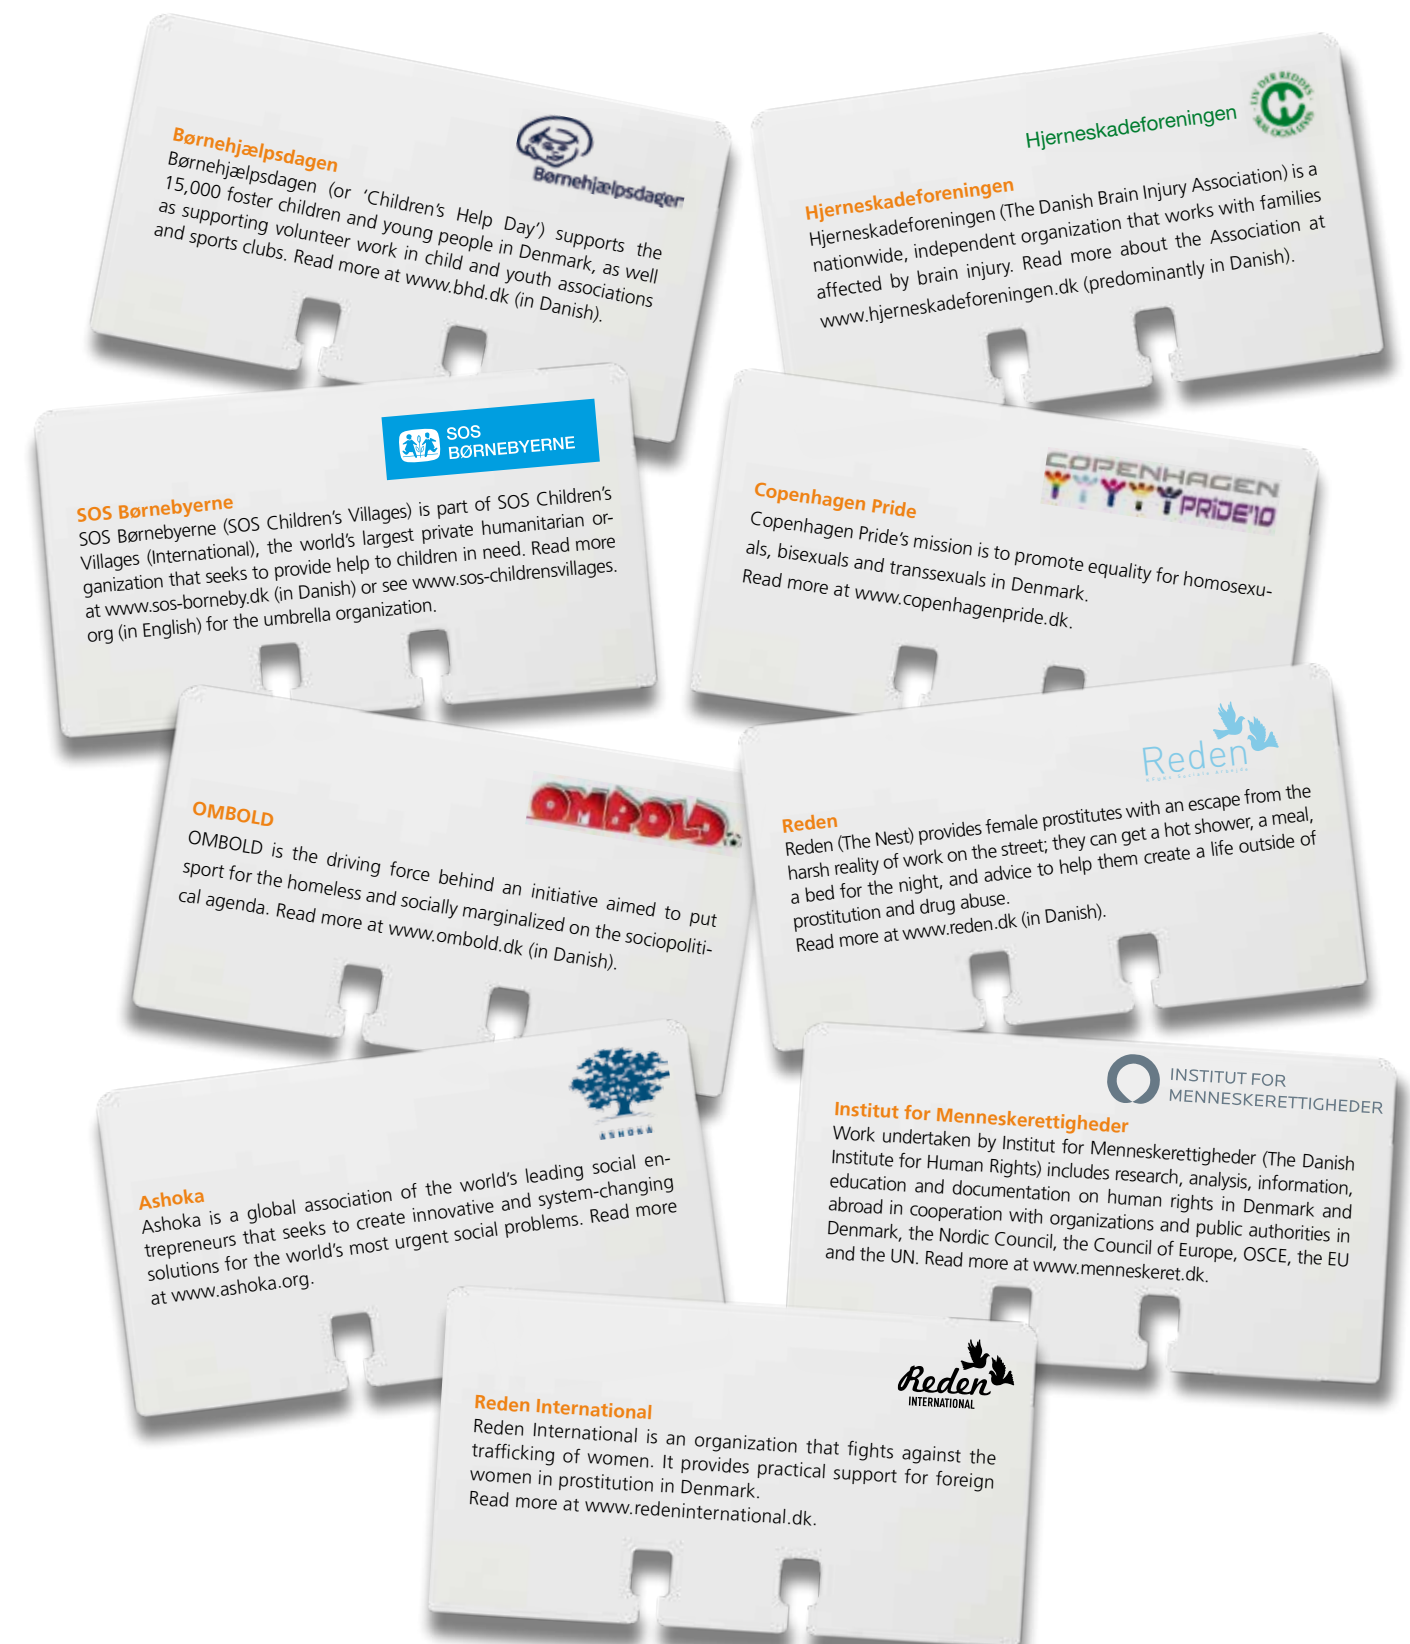 Børnehjælpsdagen
Børnehjælpsdagen
Børnehjælpsdagen (or ‘Children’s Help Day’) supports the
15,000 foster children and young people in Denmark, as well
as supporting volunteer work in child and youth associations
and sports clubs. Read more at www.bhd.dk (in Danish).
Hjerneskadeforeningen
LIV DER REDDES
SKAL OGSÅ LEVES
Hjerneskadeforeningen
Hjerneskadeforeningen (The Danish Brain Injury Association) is a
nationwide, independent organization that works with families
affected by brain injury. Read more about the Association at
www.hjerneskadeforeningen.dk (predominantly in Danish).
SOS
BØRNEBYERNE
SOS Børnebyerne
SOS Børnebyerne (SOS Children’s Villages) is part of SOS Children’s
Villages (International), the world’s largest private humanitarian or-
ganization that seeks to provide help to children in need. Read more
at www.sos-borneby.dk (in Danish) or see www.sos-childrensvillages.
org (in English) for the umbrella organization.
COPENHAGEN
PRiDE'10
Copenhagen Pride
Copenhagen Pride’s mission is to promote equality for homosexu-
als, bisexuals and transsexuals in Denmark.
Read more at www.copenhagenpride.dk.
OMBOLD
OMBOLD
OMBOLD is the driving force behind an initiative aimed to put
sport for the homeless and socially marginalized on the sociopoliti-
cal agenda. Read more at www.ombold.dk (in Danish).
Reden
Reden
Reden (The Nest) provides female prostitutes with an escape from the
harsh reality of work on the street; they can get a hot shower, a meal,
a bed for the night, and advice to help them create a life outside of
prostitution and drug abuse.
Read more at www.reden.dk (in Danish).
ASHOKA
Ashoka
Ashoka is a global association of the world’s leading social en-
trepreneurs that seeks to create innovative and system-changing
solutions for the world’s most urgent social problems. Read more
at www.ashoka.org.
INSTITUT FOR
MENNESKERETTIGHEDER
Institut for Menneskerettigheder
Work undertaken by Institut for Menneskerettigheder (The Danish
Institute for Human Rights) includes research, analysis, information,
education and documentation on human rights in Denmark and
abroad in cooperation with organizations and public authorities in
Denmark, the Nordic Council, the Council of Europe, OSCE, the EU
and the UN. Read more at www.menneskeret.dk.
Reden
INTERNATIONAL
Reden International
Reden International is an organization that fights against the
trafficking of women. It provides practical support for foreign
women in prostitution in Denmark.
Read more at www.redeninternational.dk.